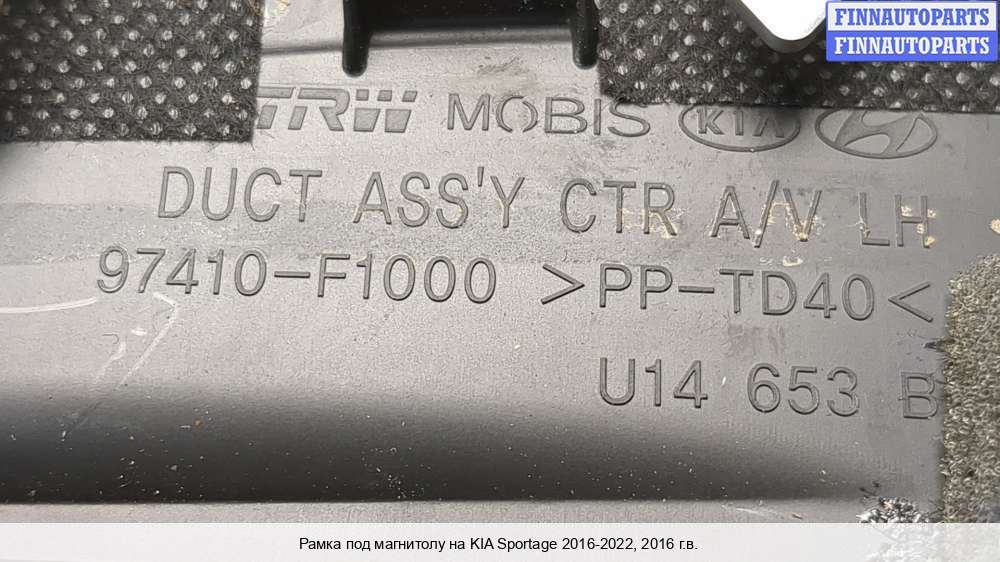 FINNAUTOPARTS
FINNAUTOPARTS
TRW MOBIS KIA
DUCT ASS'Y CTR A/V LH
97410-F1000 >PP-TD40<
U14 653 B
Рамка под магнитолу на KIA Sportage 2016-2022, 2016 г.в.